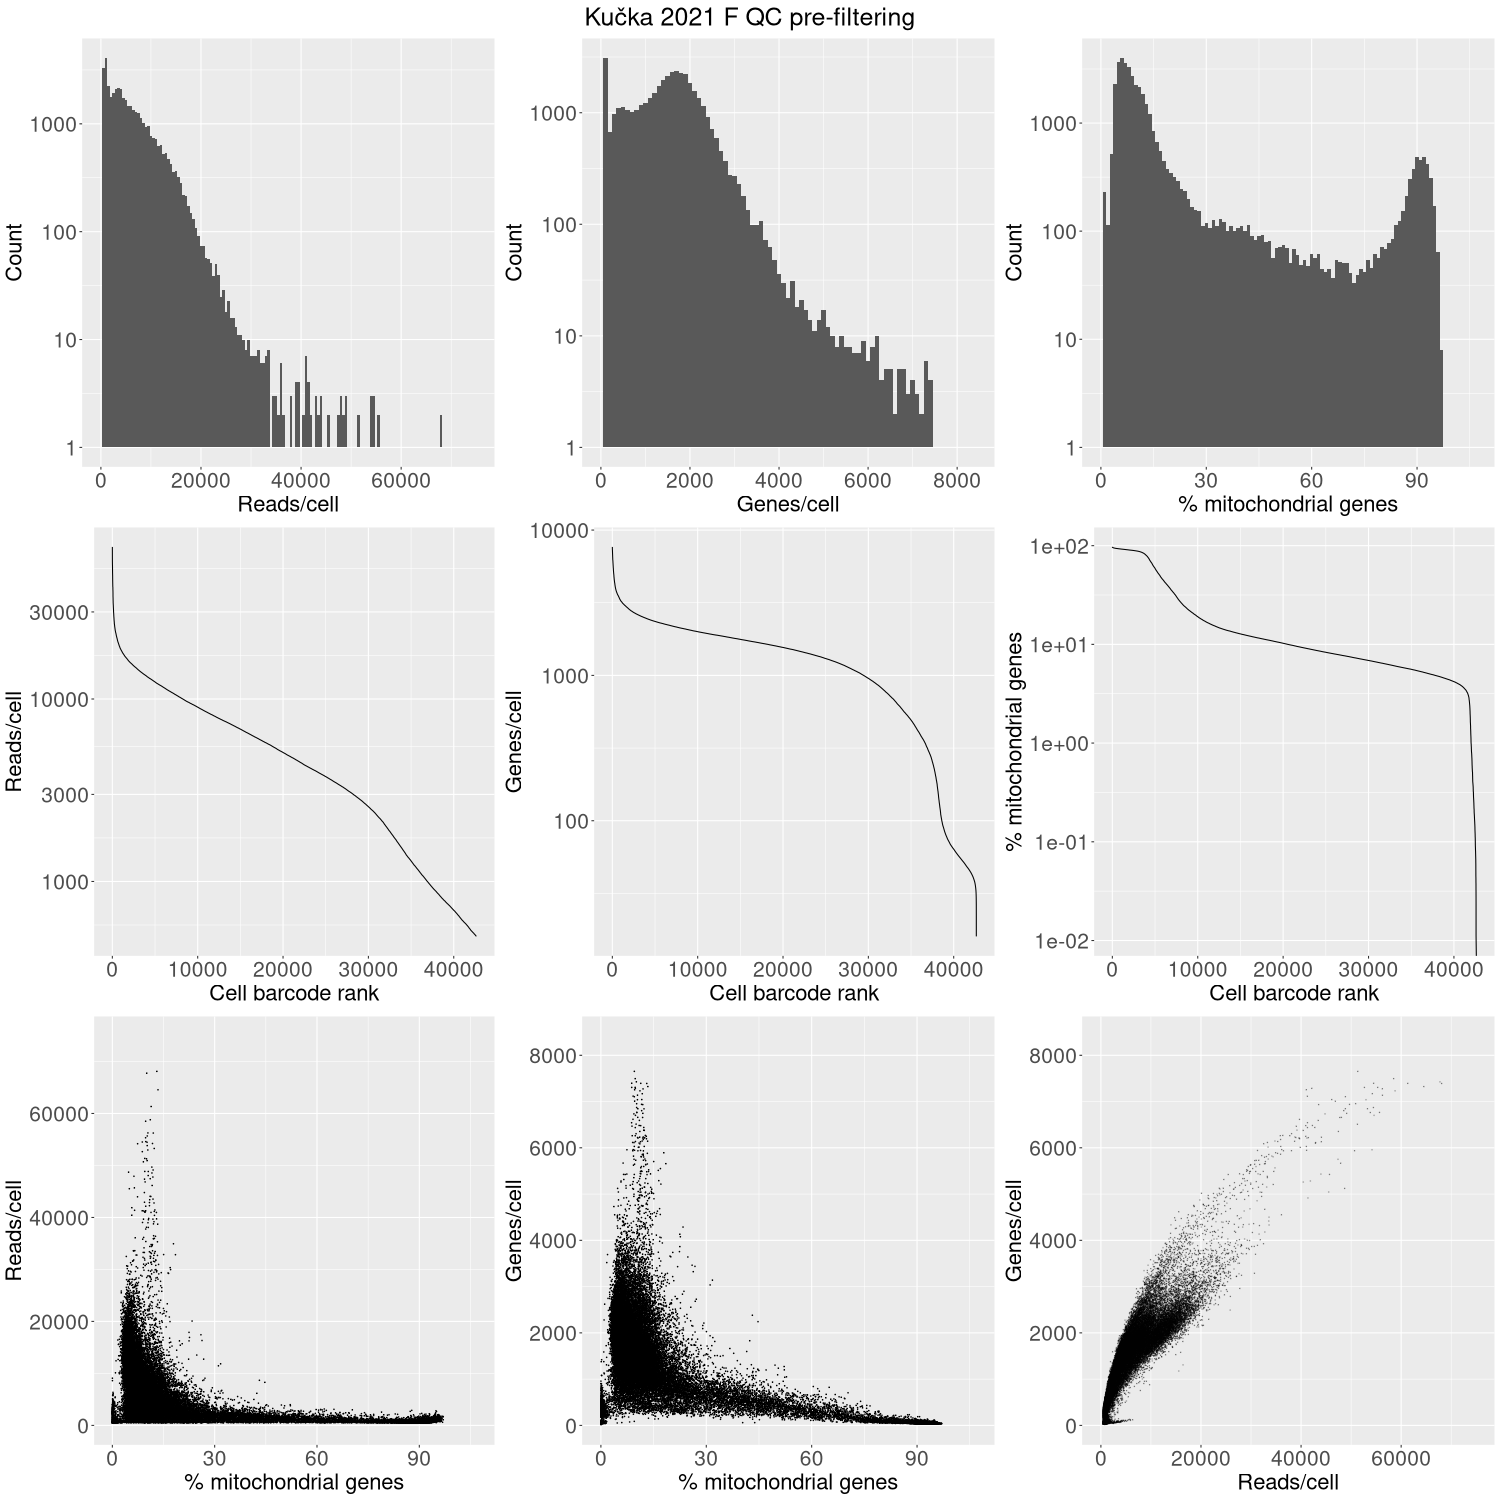 Kučka 2021 F QC pre-filtering
1000
100
10
1
Count
0 20000 40000 60000
Reads/cell
1000
100
10
1
Count
0 2000 4000 6000 8000
Genes/cell
1000
100
10
1
Count
0 30 60 90
% mitochondrial genes
30000
10000
3000
1000
Reads/cell
0 10000 20000 30000 40000
Cell barcode rank
10000
1000
100
Genes/cell
0 10000 20000 30000 40000
Cell barcode rank
1e+02
1e+01
1e+00
1e-01
1e-02
% mitochondrial genes
0 10000 20000 30000 40000
Cell barcode rank
60000
40000
20000
0
Reads/cell
0 30 60 90
% mitochondrial genes
8000
6000
4000
2000
0
Genes/cell
0 30 60 90
% mitochondrial genes
8000
6000
4000
2000
0
Genes/cell
0 20000 40000 60000
Reads/cell